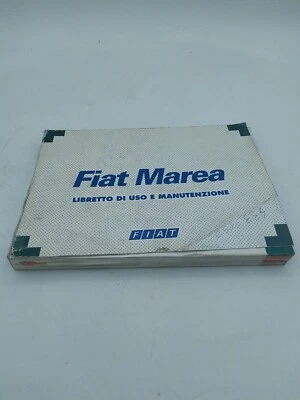 Fiat Marea
LIBRETTO DI USO E MANUTENZIONE
FIAT